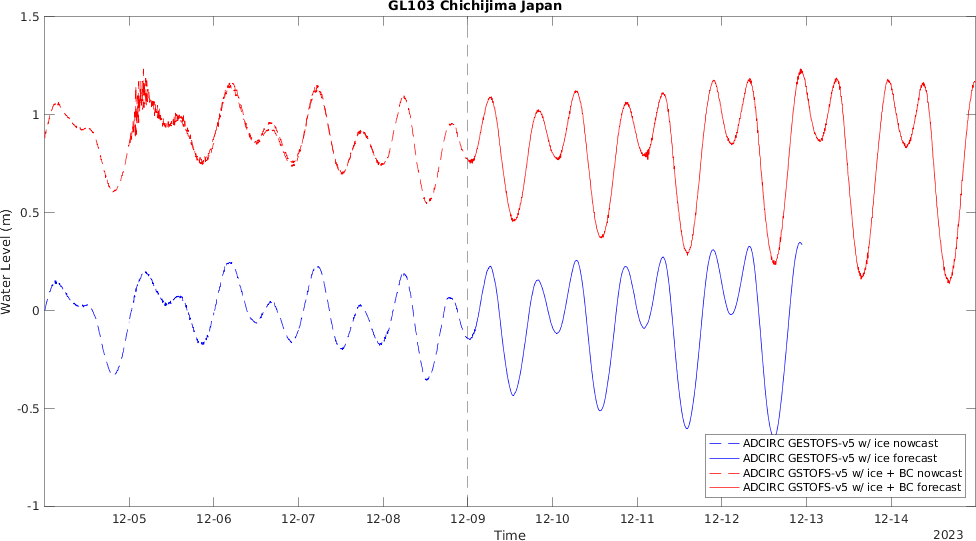 GL103 Chichijima Japan
1.5
1
0.5
0
-0.5
-1
Water Level (m)
ADCIRC GESTOFS-v5 w/ ice nowcast
ADCIRC GESTOFS-v5 w/ ice forecast
ADCIRC GSTOFS-v5 w/ ice + BC nowcast
ADCIRC GSTOFS-v5 w/ ice + BC forecast
12-05 12-06 12-07 12-08 12-09 12-10 12-11 12-12 12-13 12-14
Time
2023